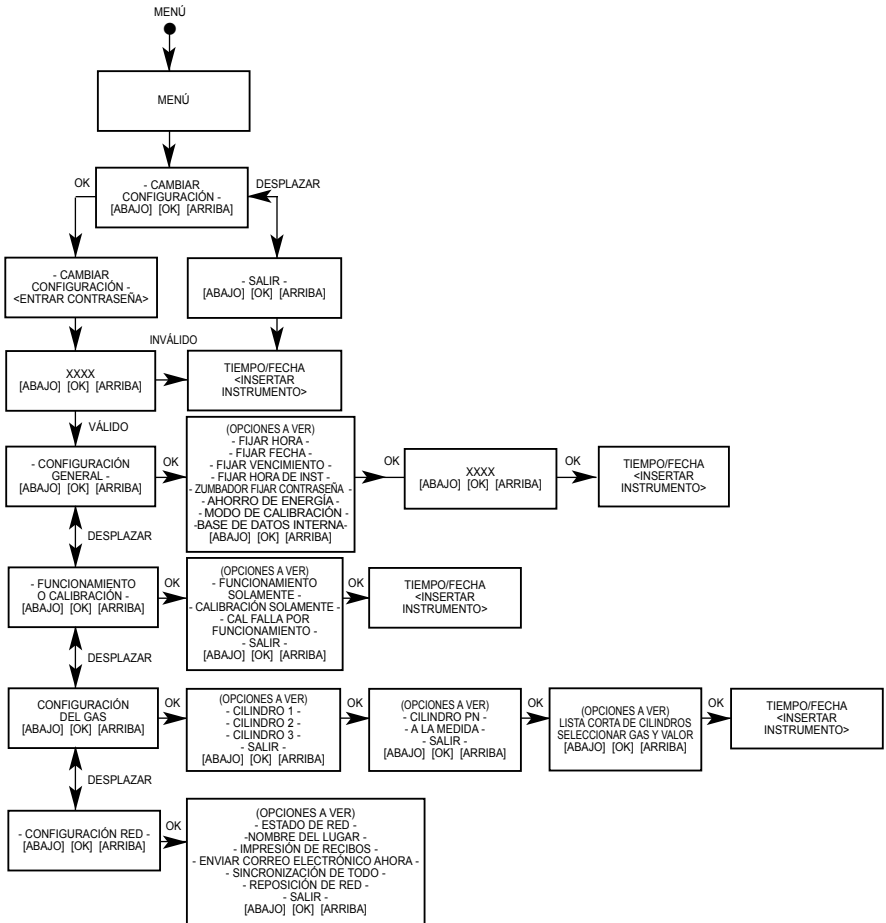 MENÚ
MENÚ
OK
- CAMBIAR
CONFIGURACIÓN -
[ABAJO] [OK] [ARRIBA]
DESPLAZAR
- CAMBIAR
CONFIGURACIÓN -
<ENTRAR CONTRASEÑA>
- SALIR -
[ABAJO] [OK] [ARRIBA]
XXXX
[ABAJO] [OK] [ARRIBA]
INVÁLIDO
TIEMPO/FECHA
<INSERTAR
INSTRUMENTO>
VÁLIDO
- CONFIGURACIÓN
GENERAL -
[ABAJO] [OK] [ARRIBA]
OK
(OPCIONES A VER)
- FIJAR HORA -
- FIJAR FECHA -
- FIJAR VENCIMIENTO -
- FIJAR HORA DE INST -
- ZUMBADOR FIJAR CONTRASEÑA -
- AHORRO DE ENERGÍA -
- MODO DE CALIBRACIÓN -
-BASE DE DATOS INTERNA-
[ABAJO] [OK] [ARRIBA]
OK
XXXX
[ABAJO] [OK] [ARRIBA]
OK
TIEMPO/FECHA
<INSERTAR
INSTRUMENTO>
DESPLAZAR
- FUNCIONAMIENTO
O CALIBRACIÓN -
[ABAJO] [OK] [ARRIBA]
OK
(OPCIONES A VER)
- FUNCIONAMIENTO
SOLAMENTE -
- CALIBRACIÓN SOLAMENTE -
- CAL FALLA POR
FUNCIONAMIENTO -
- SALIR -
[ABAJO] [OK] [ARRIBA]
OK
TIEMPO/FECHA
<INSERTAR
INSTRUMENTO>
DESPLAZAR
CONFIGURACIÓN
DEL GAS
[ABAJO] [OK] [ARRIBA]
OK
(OPCIONES A VER)
- CILINDRO 1 -
- CILINDRO 2 -
- CILINDRO 3 -
- SALIR -
[ABAJO] [OK] [ARRIBA]
OK
(OPCIONES A VER)
- CILINDRO PN -
- A LA MEDIDA -
- SALIR -
[ABAJO] [OK] [ARRIBA]
OK
(OPCIONES A VER)
LISTA CORTA DE CILINDROS
SELECCIONAR GAS Y VALOR
[ABAJO] [OK] [ARRIBA]
OK
TIEMPO/FECHA
<INSERTAR
INSTRUMENTO>
DESPLAZAR
- CONFIGURACIÓN RED -
[ABAJO] [OK] [ARRIBA]
OK
(OPCIONES A VER)
- ESTADO DE RED -
-NOMBRE DEL LUGAR -
- IMPRESIÓN DE RECIBOS -
- ENVIAR CORREO ELECTRÓNICO AHORA -
- SINCRONIZACIÓN DE TODO -
- REPOSICIÓN DE RED -
- SALIR -
[ABAJO] [OK] [ARRIBA]